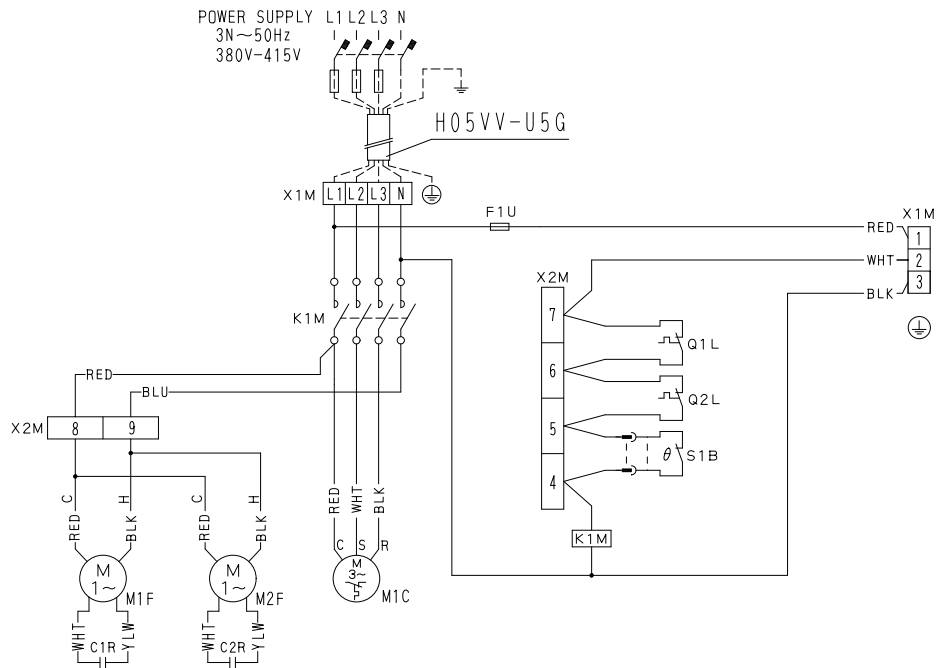 POWER SUPPLY L1 L2 L3 N
3N~50Hz
380V-415V
H05VV-U5G
X1M L1 L2 L3 N
F1U
X1M
RED 1
WHT 2
BLK 3
X2M
7
6
5
4
Q1L
Q2L
θ S1B
K1M
K1M
RED
BLU
X2M 8 9
C H C H
RED BLK RED BLK
RED WHT BLK
C S R
M
1~
M1F
M
1~
M2F
M
3~
M1C
WHT C1R YLW
WHT C2R YLW